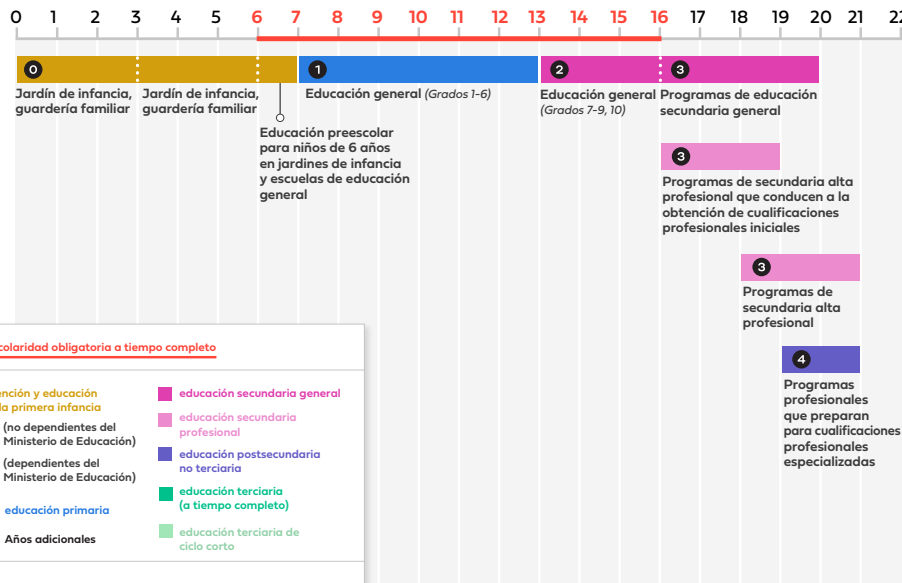 0 1 2 3 4 5 6 7 8 9 10 11 12 13 14 15 16 17 18 19 20 21 22
0
1
2
3
Jardín de infancia,
guardería familiar
Jardín de infancia,
guardería familiar
Educación general (Grados 1-6)
Educación general
(Grados 7-9, 10)
Programas de educación
secundaria general
Educación preescolar
para niños de 6 años
en jardines de infancia
y escuelas de educación
general
3
Programas de secundaria alta
profesional que conducen a la
obtención de cualificaciones
profesionales iniciales
3
Programas de
secundaria alta
profesional
4
Programas
profesionales
que preparan
para cualificaciones
profesionales
especializadas
colaridad obligatoria a tiempo completo
ención y educación
la primera infancia
(no dependientes del
Ministerio de Educación)
(dependientes del
Ministerio de Educación)
educación primaria
Años adicionales
educación secundaria general
educación secundaria
profesional
educación postsecundaria
no terciaria
educación terciaria
(a tiempo completo)
educación terciaria de
ciclo corto